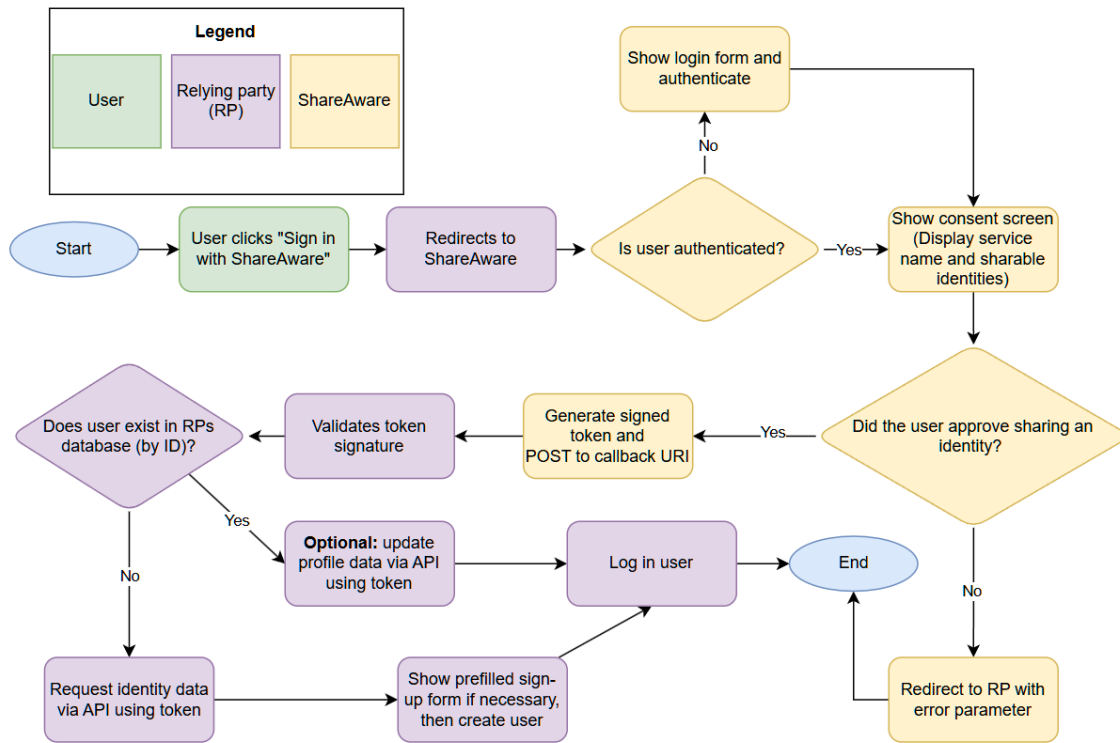 Legend
User
Relying party
(RP)
ShareAware
Show login form and
authenticate
No
Start
User clicks "Sign in
with ShareAware"
Redirects to
ShareAware
Is user authenticated?
Yes
Show consent screen
(Display service
name and sharable
identities)
Does user exist in RPs
database (by ID)?
Validates token
signature
Generate signed
token and
POST to callback URI
Yes
Did the user approve sharing an
identity?
Yes
Optional: update
profile data via API
using token
Log in user
End
No
No
Request identity data
via API using token
Show prefilled sign-
up form if necessary,
then create user
Redirect to RP with
error parameter